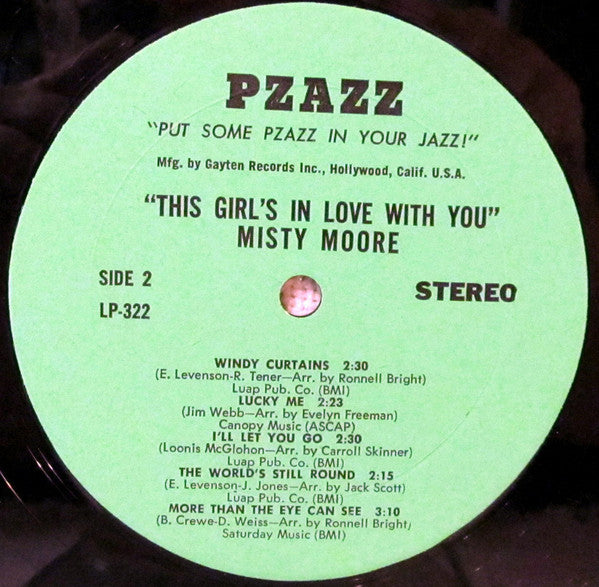 PZAZZ
"PUT SOME PZAZZ IN YOUR JAZZ!"
Mfg. by Gayten Records Inc., Hollywood, Calif. U.S.A.
"THIS GIRL'S IN LOVE WITH YOU"
MISTY MOORE
SIDE 2
LP-322
STEREO
WINDY CURTAINS 2:30
(E. Levenson-R. Tener—Arr. by Ronnell Bright)
Luap Pub. Co. (BMI)
LUCKY ME 2:23
(Jim Webb—Arr. by Evelyn Freeman)
Canopy Music (ASCAP)
I'LL LET YOU GO 2:30
(Loonis McGlohon—Arr. by Carroll Skinner)
Luap Pub. Co. (BMI)
THE WORLD'S STILL ROUND 2:15
(E. Levenson-J. Jones—Arr. by Jack Scott)
Luap Pub. Co. (BMI)
MORE THAN THE EYE CAN SEE 3:10
(B. Crewe-D. Weiss—Arr. by Ronnell Bright)
Saturday Music (BMI)